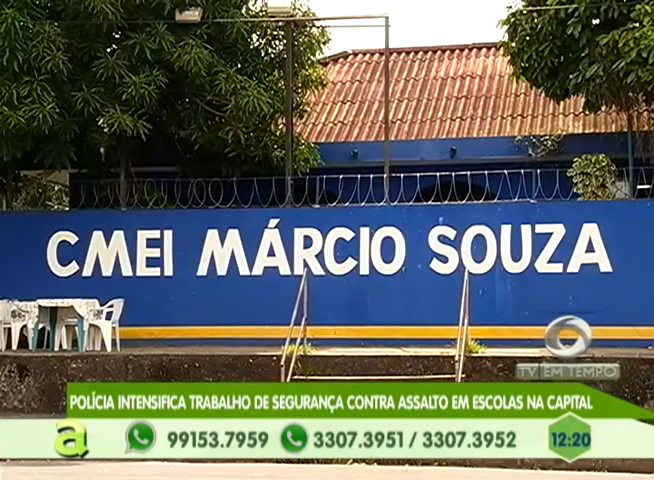 CMEI MÁRCIO SOUZA
TV EM TEMPO
POLÍCIA INTENSIFICA TRABALHO DE SEGURANÇA CONTRA ASSALTO EM ESCOLAS NA CAPITAL
a 99153.7959 3307.3951 / 3307.3952 12:20